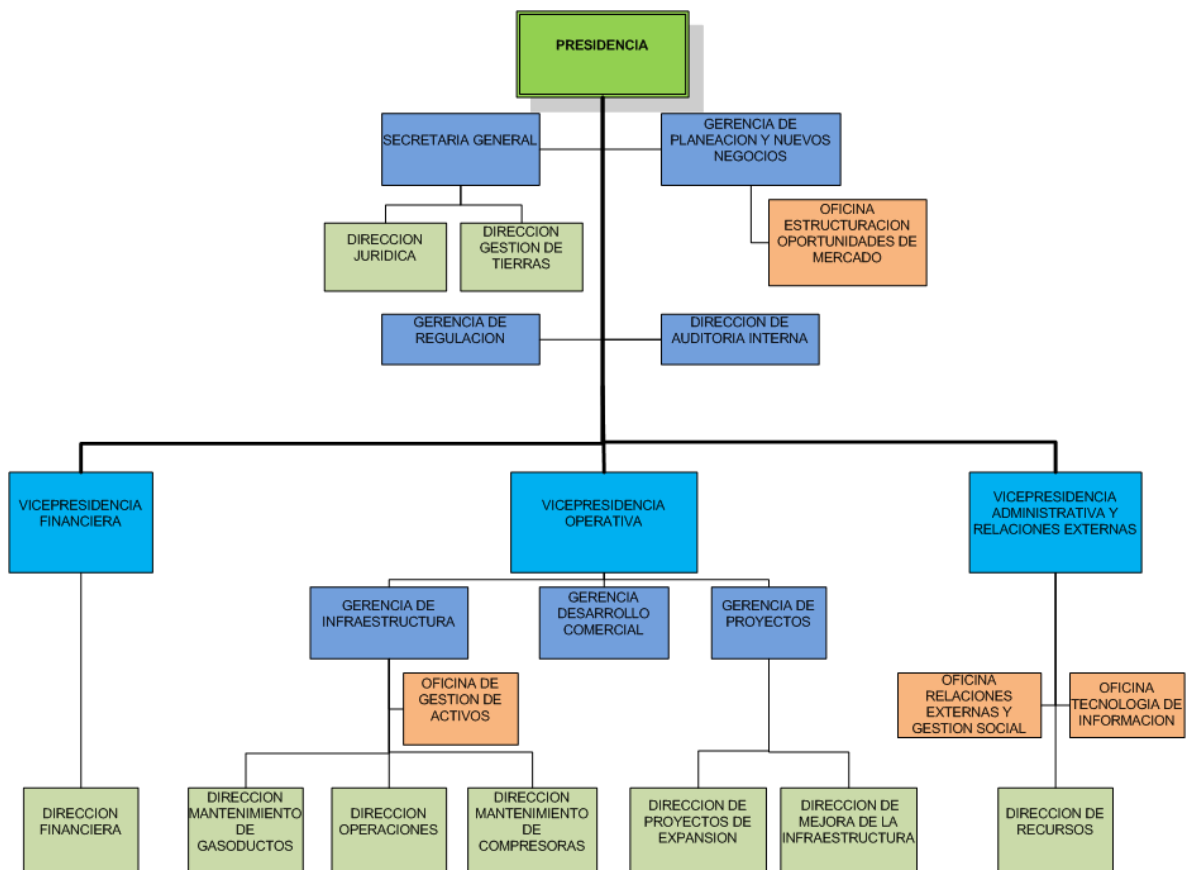 PRESIDENCIA
SECRETARIA GENERAL
GERENCIA DE
PLANEACION Y NUEVOS
NEGOCIOS
DIRECCION
JURIDICA
DIRECCION
GESTION DE
TIERRAS
OFICINA
ESTRUCTURACION
OPORTUNIDADES DE
MERCADO
GERENCIA DE
REGULACION
DIRECCION DE
AUDITORIA INTERNA
VICEPRESIDENCIA
FINANCIERA
VICEPRESIDENCIA
OPERATIVA
VICEPRESIDENCIA
ADMINISTRATIVA Y
RELACIONES EXTERNAS
GERENCIA DE
INFRAESTRUCTURA
GERENCIA
DESARROLLO
COMERCIAL
GERENCIA DE
PROYECTOS
OFICINA DE
GESTION DE
ACTIVOS
OFICINA
RELACIONES
EXTERNAS Y
GESTION SOCIAL
OFICINA
TECNOLOGIA DE
INFORMACION
DIRECCION
FINANCIERA
DIRECCION
MANTENIMIENTO
DE
GASODUCTOS
DIRECCION
OPERACIONES
DIRECCION
MANTENIMIENTO
DE
COMPRESORAS
DIRECCION DE
PROYECTOS DE
EXPANSION
DIRECCION DE
MEJORA DE LA
INFRAESTRUCTURA
DIRECCION DE
RECURSOS